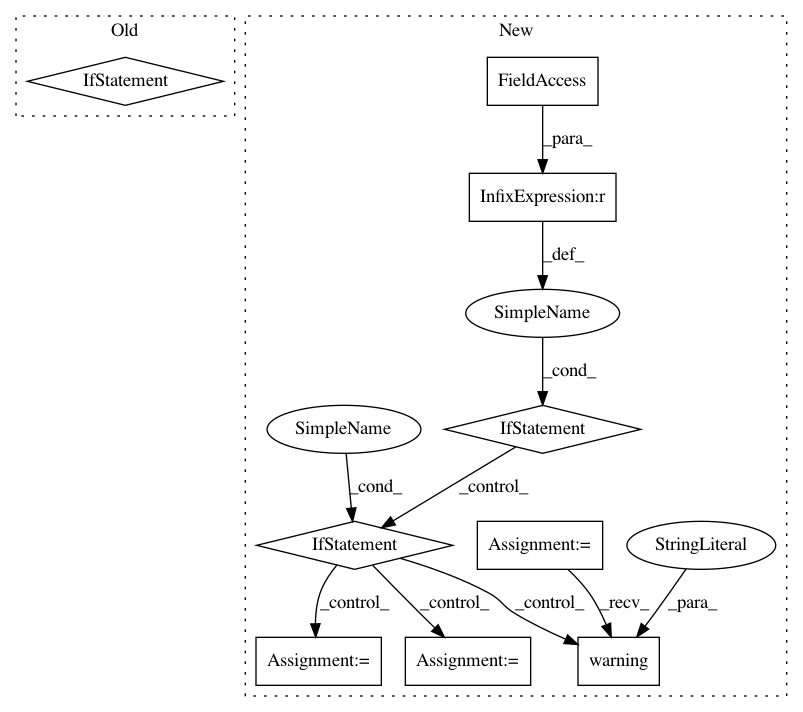 Old
New
IfStatement
FieldAccess
_para_
InfixExpression:r
_def_
SimpleName
_cond_
SimpleName
IfStatement
_cond_
_control_
IfStatement
Assignment:=
StringLiteral
_control_
_control_
_control_
_recv_
_para_
Assignment:=
Assignment:=
warning